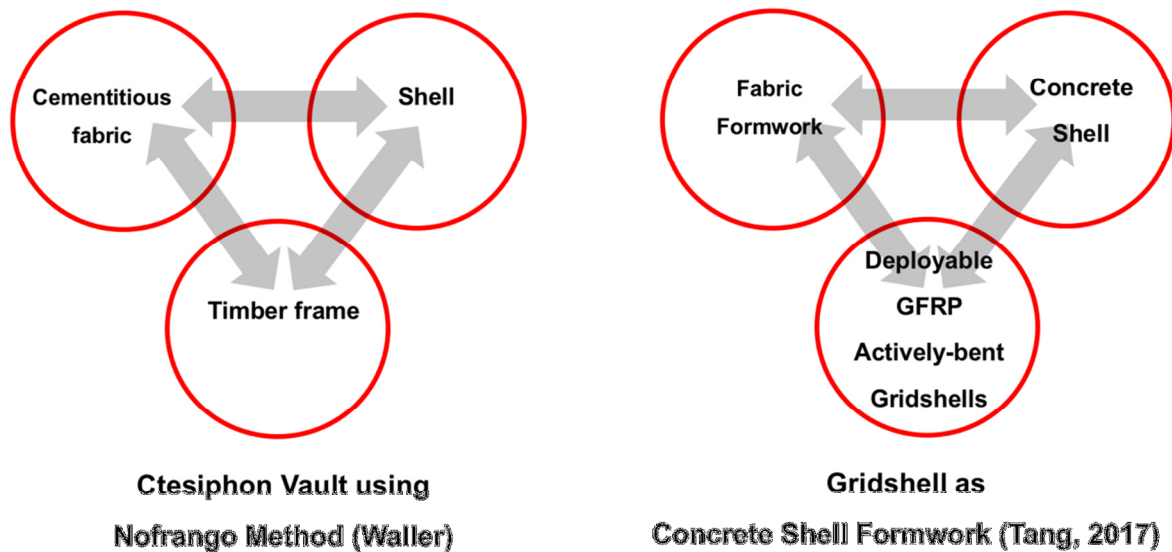 Cementitious
fabric
Shell
Timber frame
Ctesiphon Vault using
Nofrango Method (Waller)
Fabric
Formwork
Concrete
Shell
Deployable
GFRP
Actively-bent
Gridshells
Gridshell as
Concrete Shell Formwork (Tang, 2017)